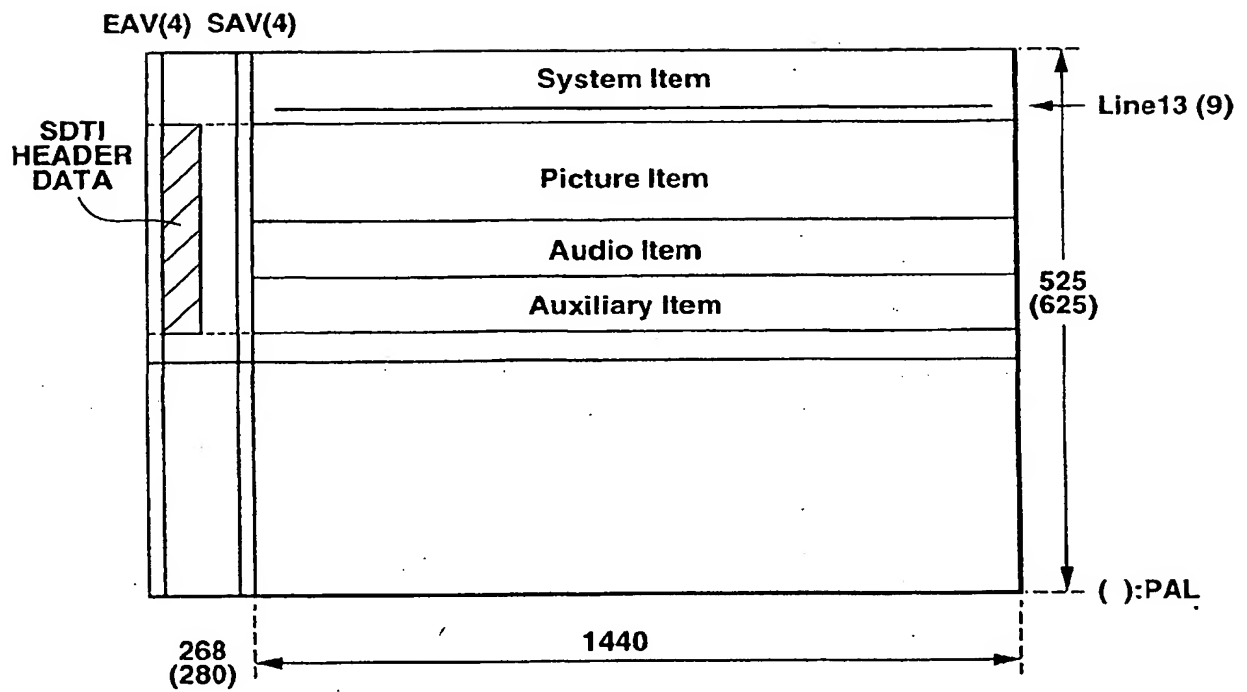 EAV(4) SAV(4)
System Item
Line13 (9)
SDTI
HEADER
DATA
Picture Item
Audio Item
525
(625)
Auxiliary Item
( ):PAL
268
(280)
1440